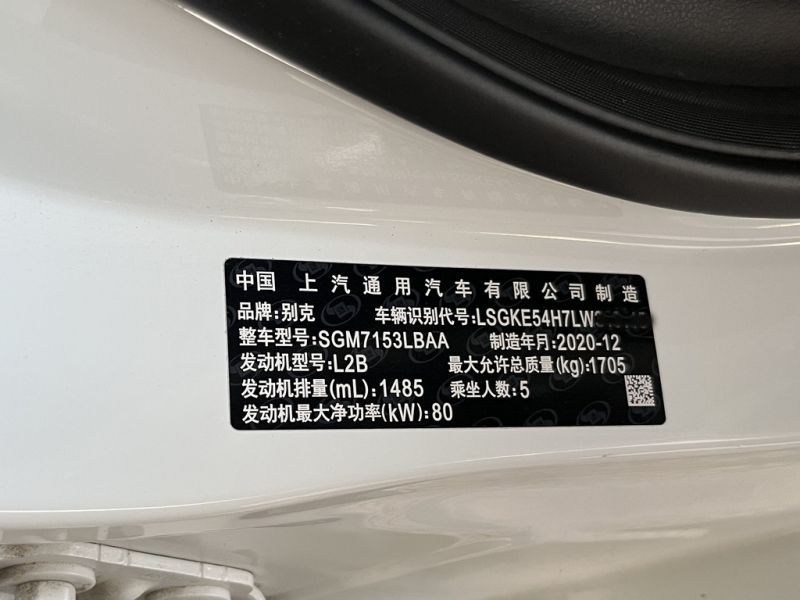 中国 上汽通用汽车有限公司制造
品牌:别克 车辆识别代号:LSGKE54H7LW
整车型号:SGM7153LBAA 制造年月:2020-12
发动机型号:L2B 最大允许总质量(kg):1705
发动机排量(mL):1485 乘坐人数:5
发动机最大净功率(kW):80